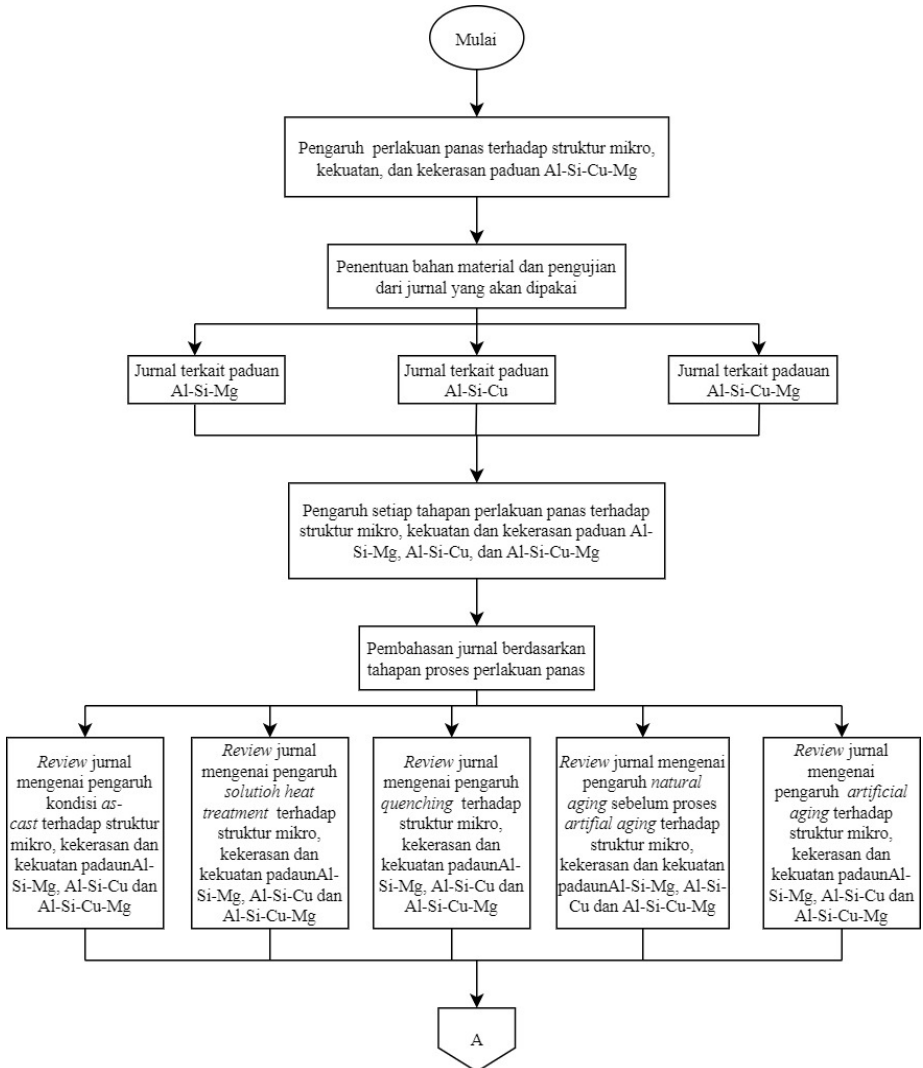 Mulai
Pengaruh perlakuan panas terhadap struktur mikro,
kekuatan, dan kekerasan paduan Al-Si-Cu-Mg
Penentuan bahan material dan pengujian
dari jurnal yang akan dipakai
Jurnal terkait paduan
Al-Si-Mg
Jurnal terkait paduan
Al-Si-Cu
Jurnal terkait padauan
Al-Si-Cu-Mg
Pengaruh setiap tahapan perlakuan panas terhadap
struktur mikro, kekuatan dan kekerasan paduan Al-
Si-Mg, Al-Si-Cu, dan Al-Si-Cu-Mg
Pembahasan jurnal berdasarkan
tahapan proses perlakuan panas
Review jurnal
mengenai pengaruh
kondisi as-
cast terhadap struktur
mikro, kekerasan dan
kekuatan padaunAl-
Si-Mg, Al-Si-Cu dan
Al-Si-Cu-Mg
Review jurnal
mengenai pengaruh
solutioh heat
treatment terhadap
struktur mikro,
kekerasan dan
kekuatan padaunAl-
Si-Mg, Al-Si-Cu dan
Al-Si-Cu-Mg
Review jurnal
mengenai pengaruh
quenching terhadap
struktur mikro,
kekerasan dan
kekuatan padaunAl-
Si-Mg, Al-Si-Cu dan
Al-Si-Cu-Mg
Review jurnal mengenai
pengaruh natural
aging sebelum proses
artifial aging terhadap
struktur mikro,
kekerasan dan kekuatan
padaunAl-Si-Mg, Al-Si-
Cu dan Al-Si-Cu-Mg
Review jurnal
mengenai
pengaruh artificial
aging terhadap
struktur mikro,
kekerasan dan
kekuatan padaunAl-
Si-Mg, Al-Si-Cu dan
Al-Si-Cu-Mg
A